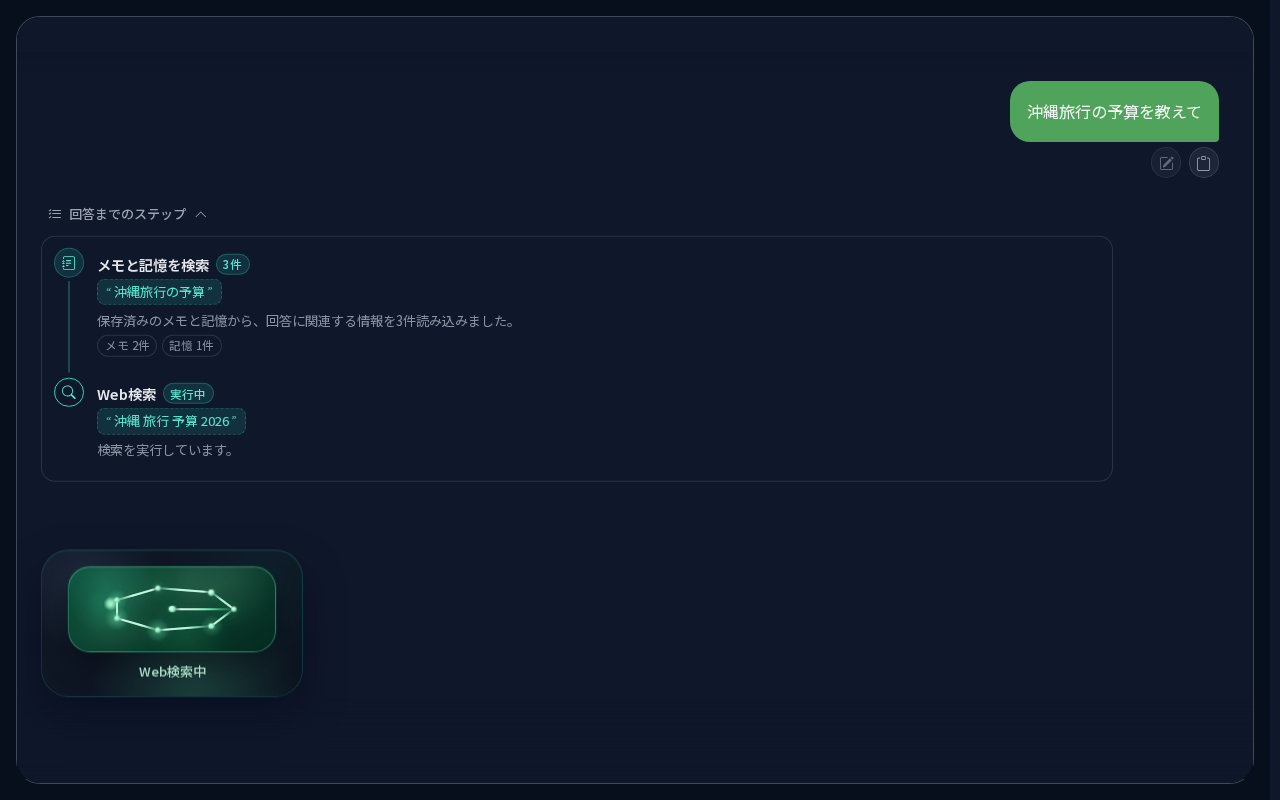 沖縄旅行の予算を教えて
回答までのステップ
メモと記憶を検索 3件
“ 沖縄旅行の予算 ”
保存済みのメモと記憶から、回答に関連する情報を3件読み込みました。
メモ 2件 記憶 1件
Web検索 実行中
“ 沖縄 旅行 予算 2026 ”
検索を実行しています。
Web検索中